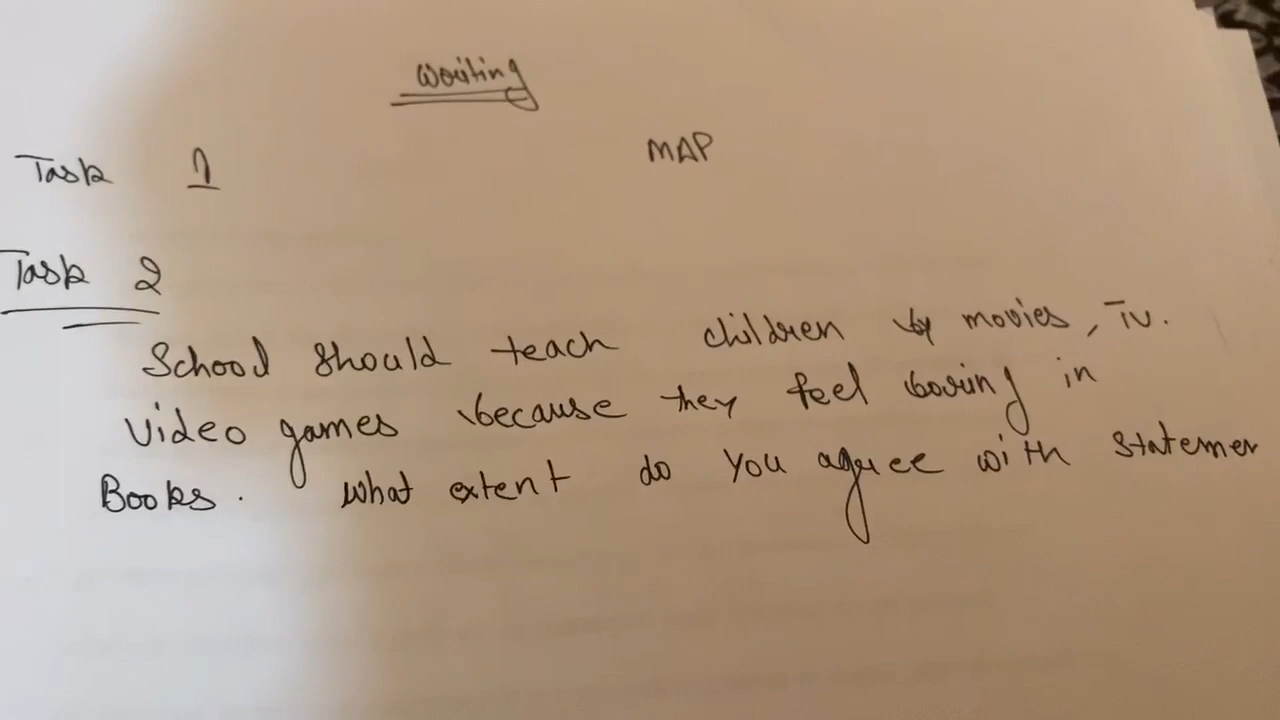 Writing
MAP
Task 1
Task 2
School should teach children by movies, Tv.
Video games because they feel boring in
Books. what extent do you agree with statemen